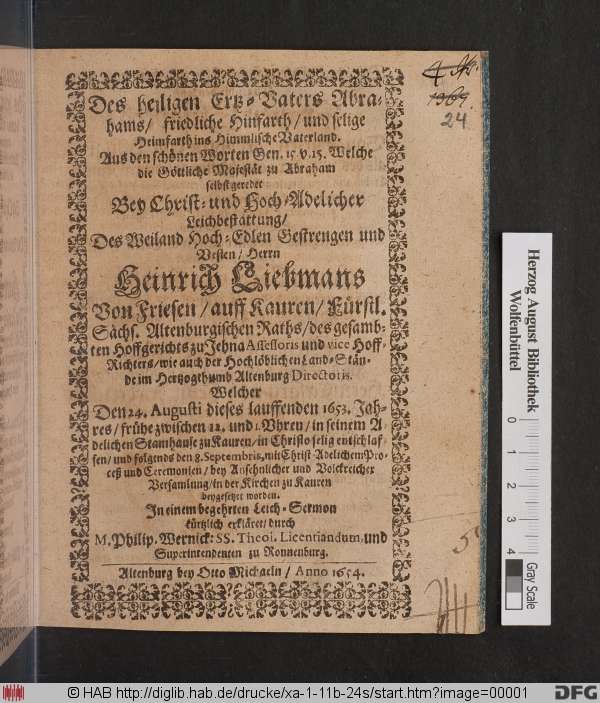 Des heiligen Ertz-Vaters Abra-
hams/ friedliche Hinfarth/ und selige
Heimfarth ins Himmlische Vaterland.
Aus den schönen Worten Gen. 15 v. 15. Welche
die Göttliche Majestät zu Abraham
selbst geredet
Bey Christ- und Hoch-Adelicher
Leichbestattung/
Des Weiland Hoch-Edlen Gestrengen und
Vesten/ Herrn
Heinrich Liebmans
Von Friesen/ auff Kauren/ Fürstl.
Sächs. Altenburgischen Raths/ des gesamb-
ten Hoffgerichts zu Jehna Assessoris und vice Hoff-
Richters/ wie auch der Hochlöblichen Land-Stän-
de im Hertzogthumb Altenburg Directoris.
Welcher
Den 24. Augusti dieses lauffenden 1653. Jah-
res/ frühe zwischen 12. und 1. Uhren/ in seinem A-
delichen Stamhause zu Kauren/ in Christo selig entschlaf-
fen/ und folgends den 8. Septembris, mit Christ-Adelichem Pro-
ceß und Ceremonien/ bey Ansehnlicher und Volckreicher
Versamlung/ in der Kirchen zu Kauren
beygesetzet worden.
In einem begehrten Leich-Sermon
kürtzlich erkläret/ durch
M. Philip. Wernick: SS. Theol. Licentiandum, und
Superintendenten zu Ronnenburg.
Altenburg bey Otto Michaeln/ Anno 1654.
24
Herzog August Bibliothek
Wolfenbüttel
0 1 2 3 4
Gray Scale
© HAB http://diglib.hab.de/drucke/xa-1-11b-24s/start.htm?image=00001
DFG